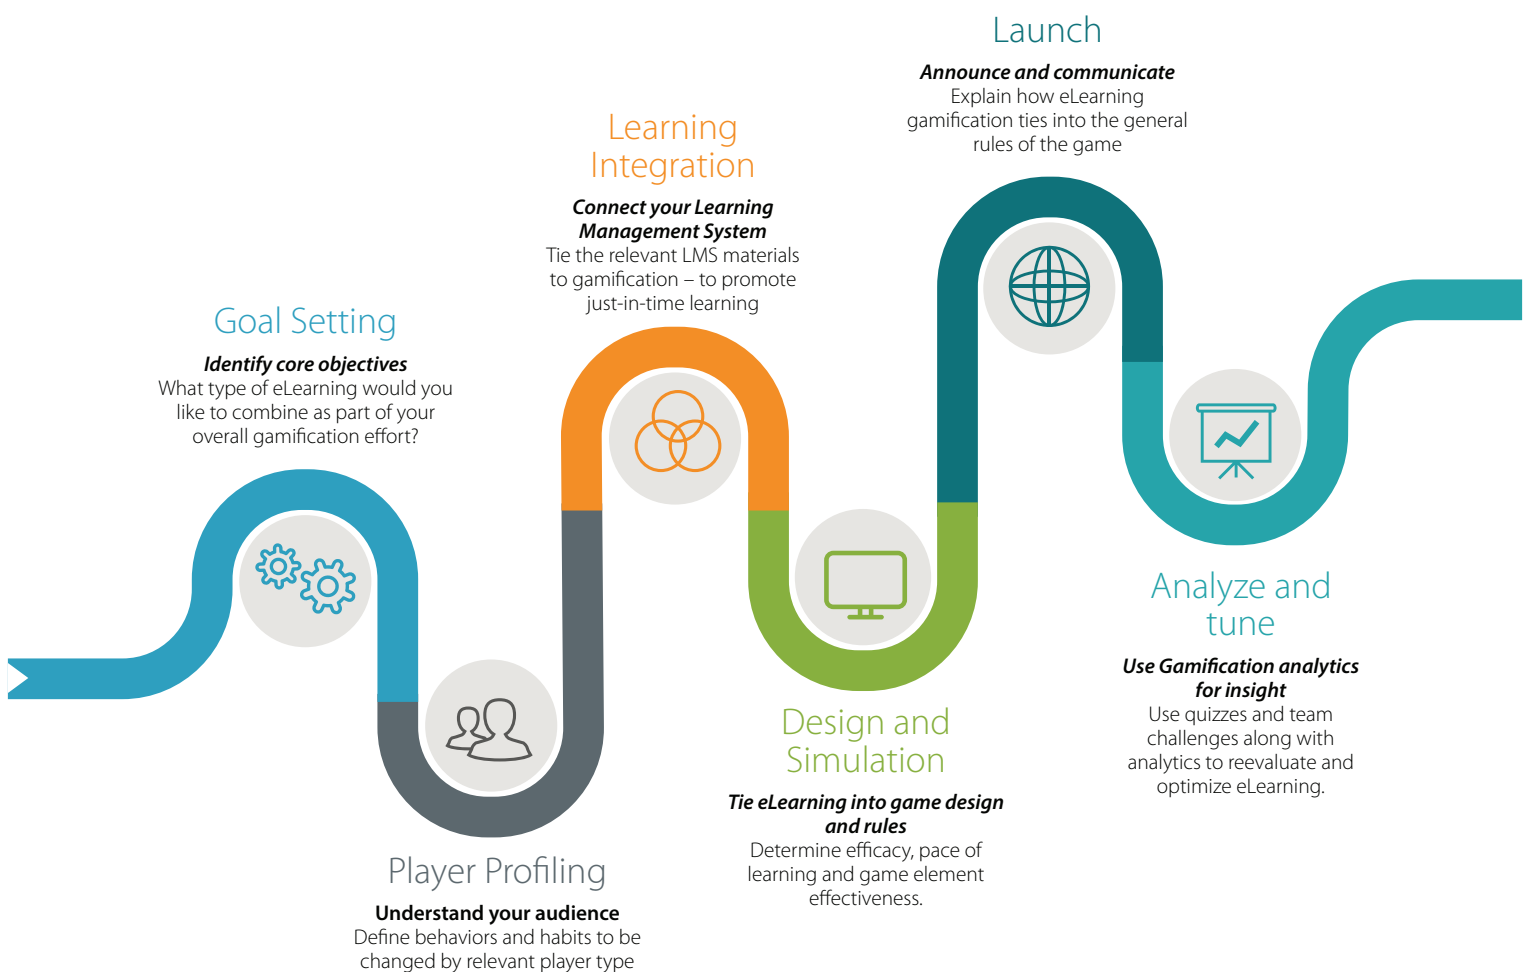 Goal Setting
Identify core objectives
What type of eLearning would you
like to combine as part of your
overall gamification effort?
Player Profiling
Understand your audience
Define behaviors and habits to be
changed by relevant player type
Learning
Integration
Connect your Learning
Management System
Tie the relevant LMS materials
to gamification – to promote
just-in-time learning
Design and
Simulation
Tie eLearning into game design
and rules
Determine efficacy, pace of
learning and game element
effectiveness.
Launch
Announce and communicate
Explain how eLearning
gamification ties into the general
rules of the game
Analyze and
tune
Use Gamification analytics
for insight
Use quizzes and team
challenges along with
analytics to reevaluate and
optimize eLearning.